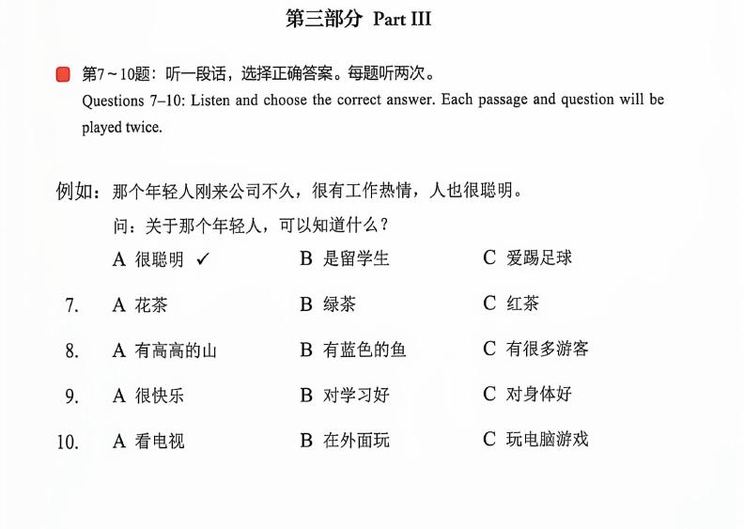 第三部分 Part III
第7~10题：听一段话，选择正确答案。每题听两次。
Questions 7–10: Listen and choose the correct answer. Each passage and question will be
played twice.
例如：那个年轻人刚来公司不久，很有工作热情，人也很聪明。
问：关于那个年轻人，可以知道什么？
A 很聪明 ✓ B 是留学生 C 爱踢足球
7. A 花茶 B 绿茶 C 红茶
8. A 有高高的山 B 有蓝色的鱼 C 有很多游客
9. A 很快乐 B 对学习好 C 对身体好
10. A 看电视 B 在外面玩 C 玩电脑游戏